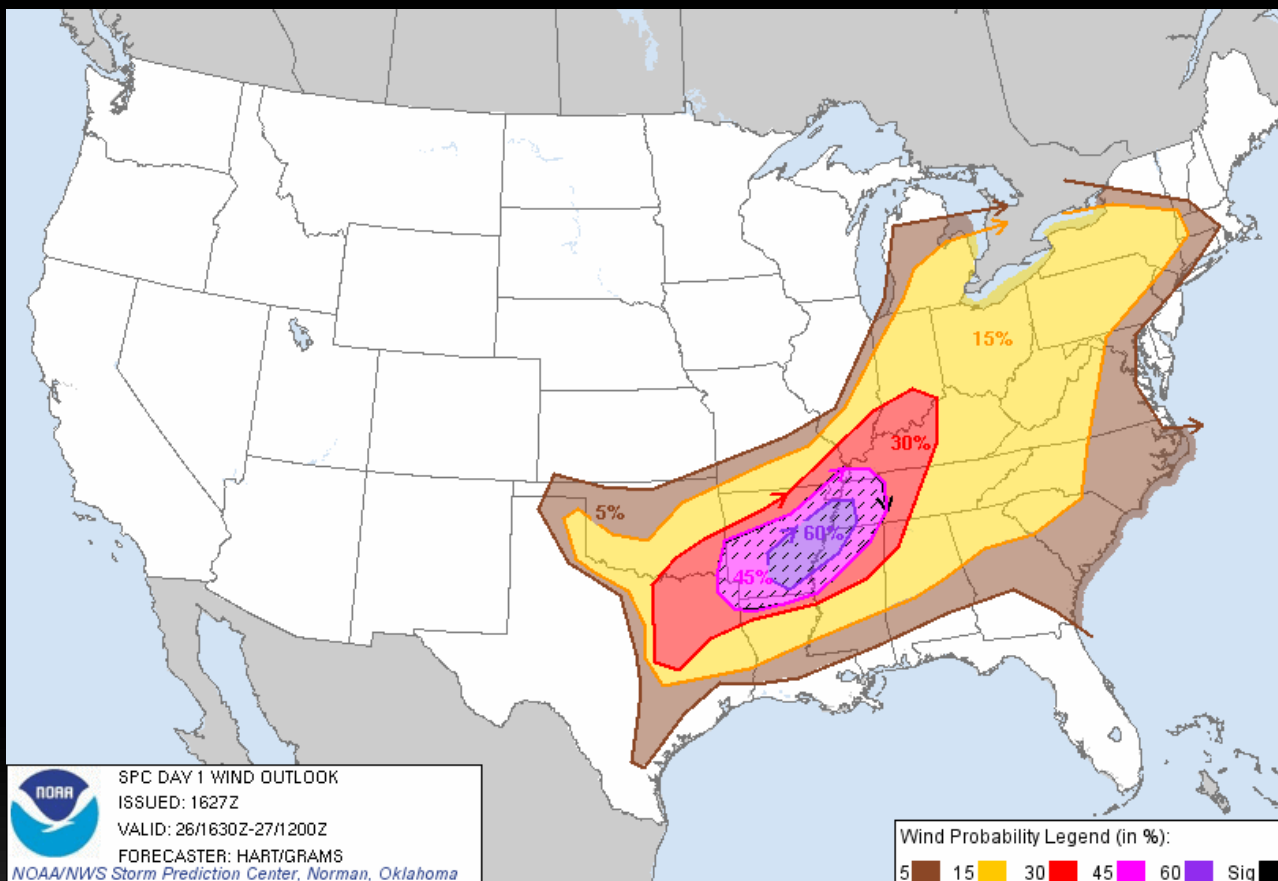 15%
30%
5%
60%
45%
NOAA
SPC DAY 1 WIND OUTLOOK
ISSUED: 1627Z
VALID: 26/1630Z-27/1200Z
FORECASTER: HART/GRAMS
NOAA/NWS Storm Prediction Center, Norman, Oklahoma
Wind Probability Legend (in %):
5 15 30 45 60 Sig